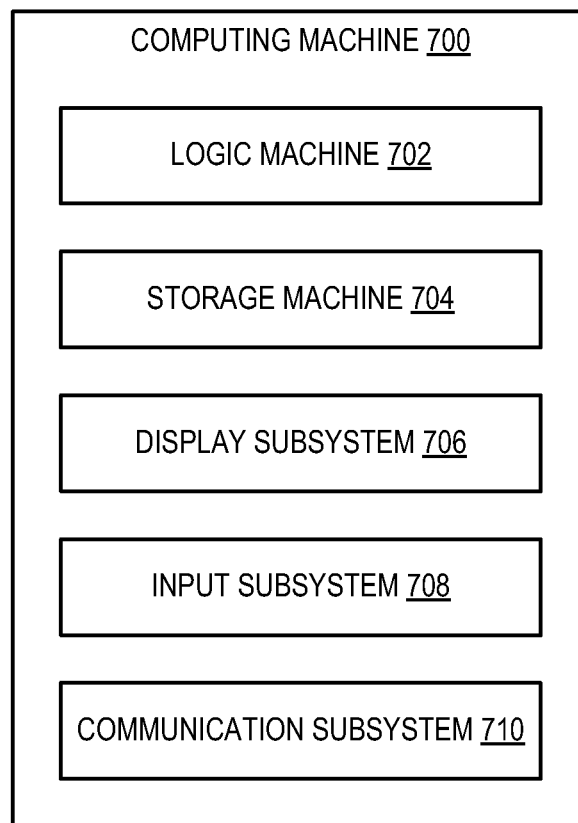 COMPUTING MACHINE 700
LOGIC MACHINE 702
STORAGE MACHINE 704
DISPLAY SUBSYSTEM 706
INPUT SUBSYSTEM 708
COMMUNICATION SUBSYSTEM 710